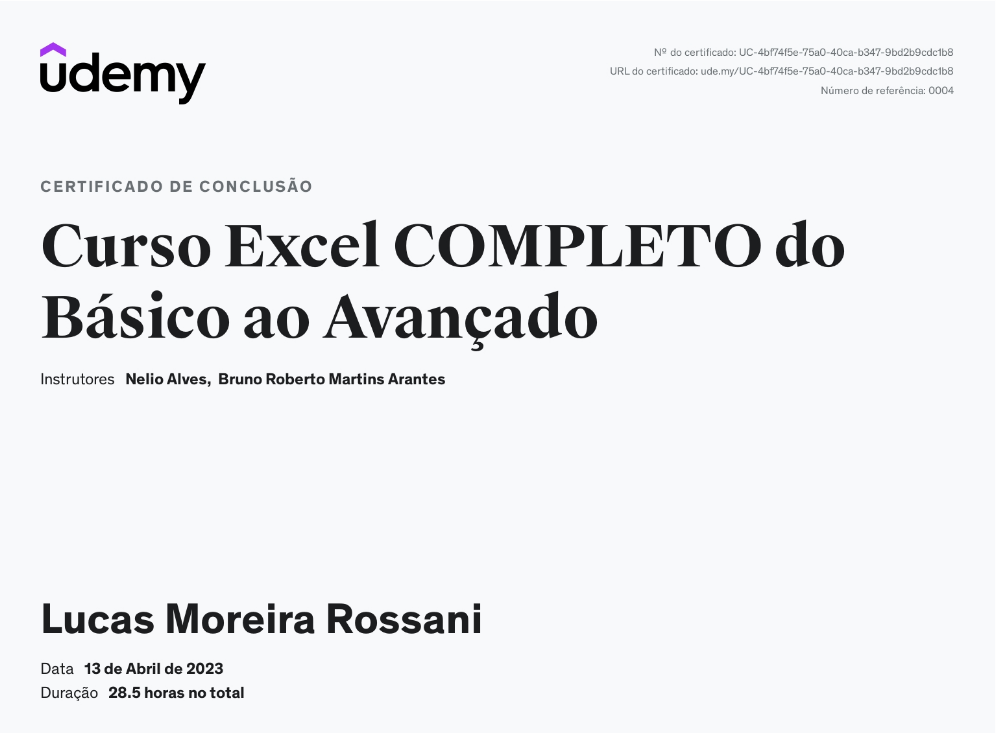 udemy
Nº do certificado: UC-4bf74f5e-75a0-40ca-b347-9bd2b9cdc1b8
URL do certificado: ude.my/UC-4bf74f5e-75a0-40ca-b347-9bd2b9cdc1b8
Número de referência: 0004
CERTIFICADO DE CONCLUSÃO
Curso Excel COMPLETO do
Básico ao Avançado
Instrutores Nelio Alves, Bruno Roberto Martins Arantes
Lucas Moreira Rossani
Data 13 de Abril de 2023
Duração 28.5 horas no total